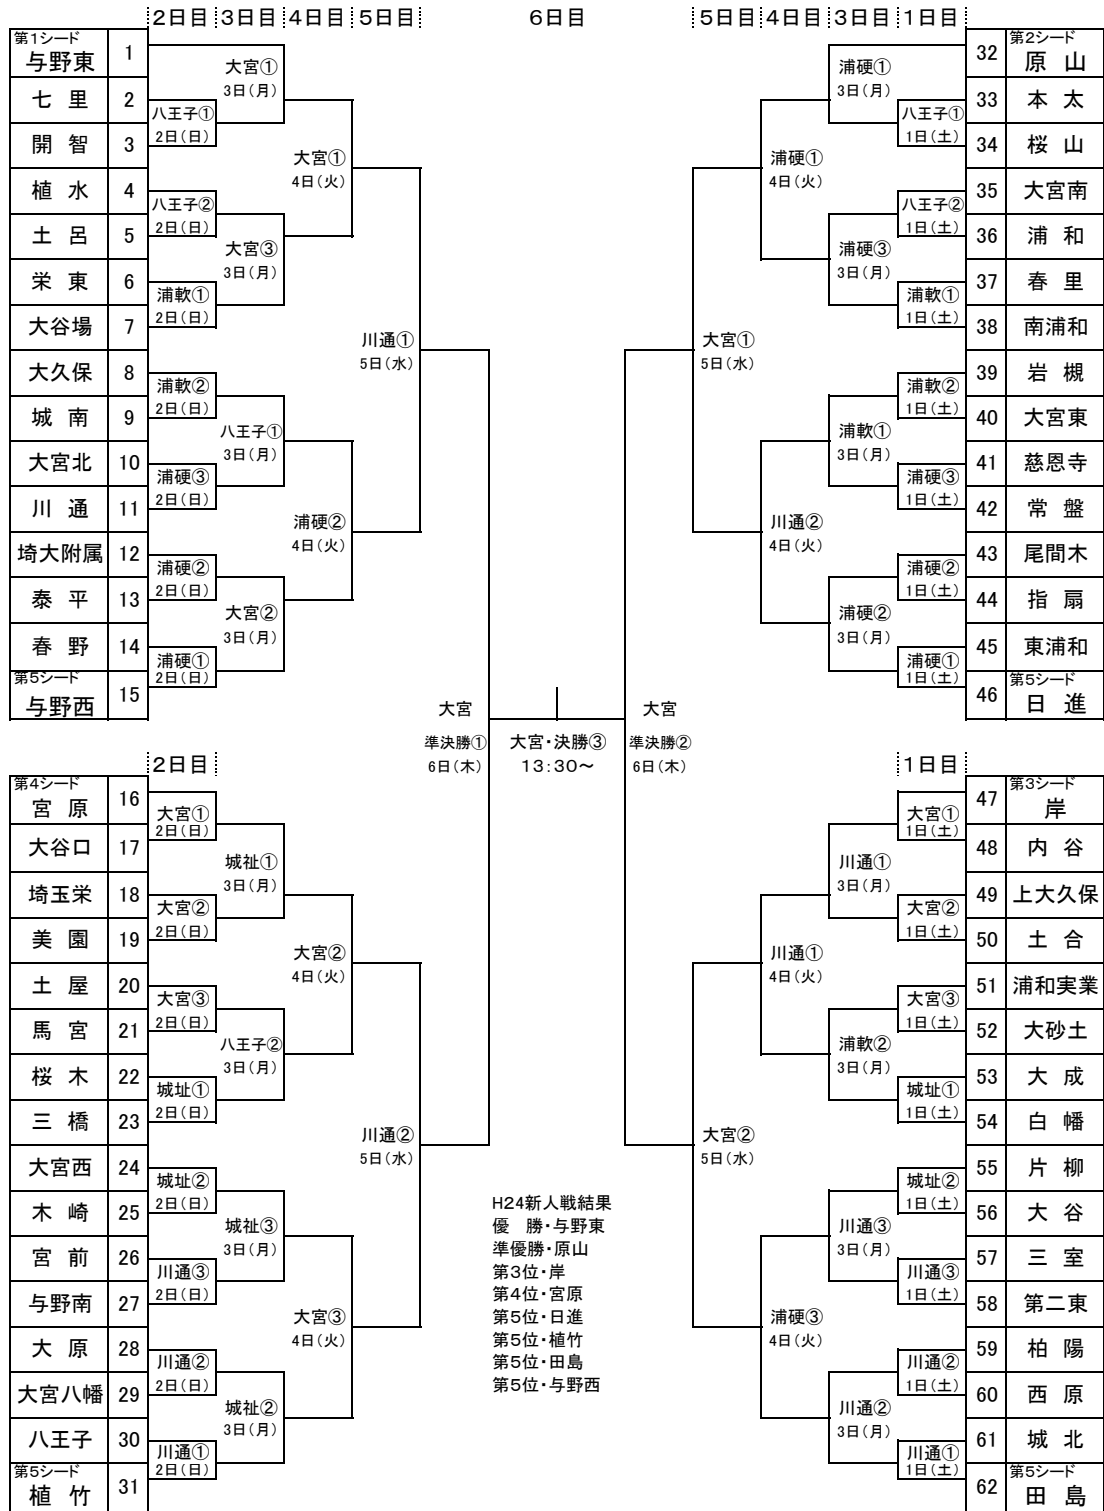 2日目 3日目 4日目 5日目 6日目 5日目 4日目 3日目 1日目
第1シード
与野東 1
七里 2
開智 3
植水 4
土呂 5
栄東 6
大谷場 7
大久保 8
城南 9
大宮北 10
川通 11
埼大附属 12
泰平 13
春野 14
第5シード
与野西 15
八王子①
2日(日)
八王子②
2日(日)
浦軟①
2日(日)
浦軟②
2日(日)
浦硬③
2日(日)
浦硬②
2日(日)
浦硬①
2日(日)
大宮①
3日(月)
大宮③
3日(月)
八王子①
3日(月)
大宮②
3日(月)
大宮①
4日(火)
浦硬②
4日(火)
川通①
5日(水)
大宮①
5日(水)
浦硬①
4日(火)
川通②
4日(火)
浦硬①
3日(月)
浦硬③
3日(月)
浦軟①
3日(月)
浦硬②
3日(月)
八王子①
1日(土)
八王子②
1日(土)
浦軟①
1日(土)
浦軟②
1日(土)
浦硬③
1日(土)
浦硬②
1日(土)
浦硬①
1日(土)
32 第2シード
原山
33 本太
34 桜山
35 大宮南
36 浦和
37 春里
38 南浦和
39 岩槻
40 大宮東
41 慈恩寺
42 常盤
43 尾間木
44 指扇
45 東浦和
46 第5シード
日進
大宮
準決勝①
6日(木)
大宮・決勝③
13:30～
大宮
準決勝②
6日(木)
2日目
1日目
第4シード
宮原 16
大谷口 17
埼玉栄 18
美園 19
土屋 20
馬宮 21
桜木 22
三橋 23
大宮西 24
木崎 25
宮前 26
与野南 27
大原 28
大宮八幡 29
八王子 30
第5シード
植竹 31
大宮①
2日(日)
大宮②
2日(日)
大宮③
2日(日)
城址①
2日(日)
城址②
2日(日)
川通③
2日(日)
川通②
2日(日)
川通①
2日(日)
城祉①
3日(月)
八王子②
3日(月)
城祉③
3日(月)
城祉②
3日(月)
大宮②
4日(火)
大宮③
4日(火)
川通②
5日(水)
H24新人戦結果
優　勝・与野東
準優勝・原山
第3位・岸
第4位・宮原
第5位・日進
第5位・植竹
第5位・田島
第5位・与野西
大宮②
5日(水)
川通①
4日(火)
浦硬③
4日(火)
川通①
3日(月)
浦軟②
3日(月)
川通③
3日(月)
川通②
3日(月)
大宮①
1日(土)
大宮②
1日(土)
大宮③
1日(土)
城址①
1日(土)
城址②
1日(土)
川通③
1日(土)
川通②
1日(土)
川通①
1日(土)
47 第3シード
岸
48 内谷
49 上大久保
50 土合
51 浦和実業
52 大砂土
53 大成
54 白幡
55 片柳
56 大谷
57 三室
58 第二東
59 柏陽
60 西原
61 城北
62 第5シード
田島